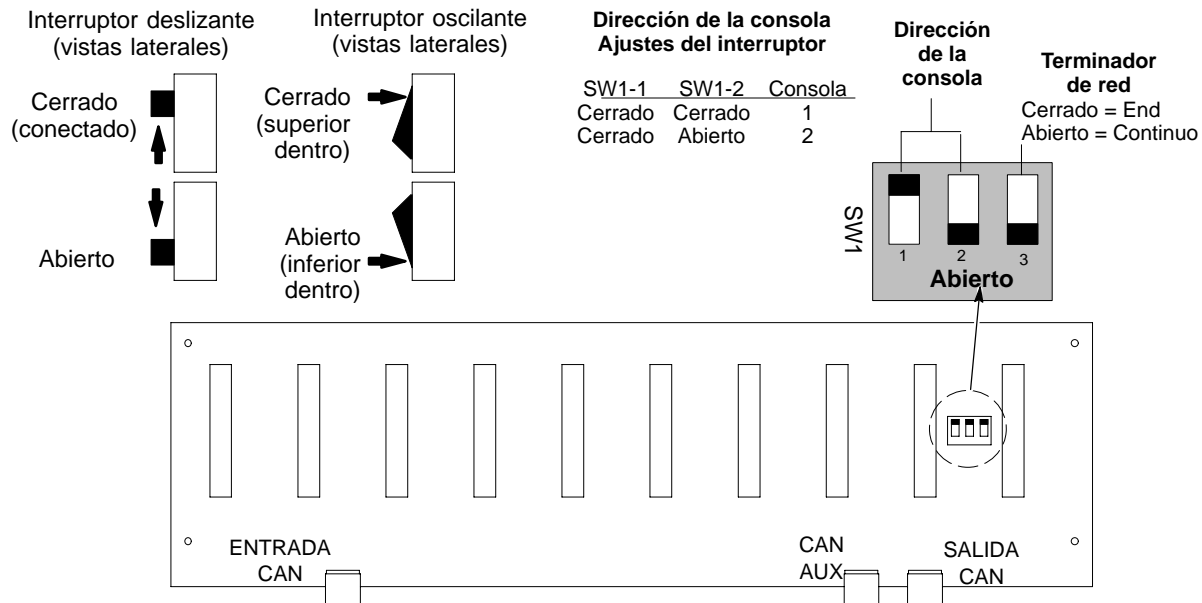 Interruptor deslizante
(vistas laterales)
Cerrado
(conectado)
Abierto
Interruptor oscilante
(vistas laterales)
Cerrado
(superior
dentro)
Abierto
(inferior
dentro)
Dirección de la consola
Ajustes del interruptor
SW1-1 SW1-2 Consola
Cerrado Cerrado 1
Cerrado Abierto 2
Dirección
de la
consola
Terminador
de red
Cerrado = End
Abierto = Continuo
SW1
1 2 3
Abierto
ENTRADA
CAN
CAN
AUX
SALIDA
CAN